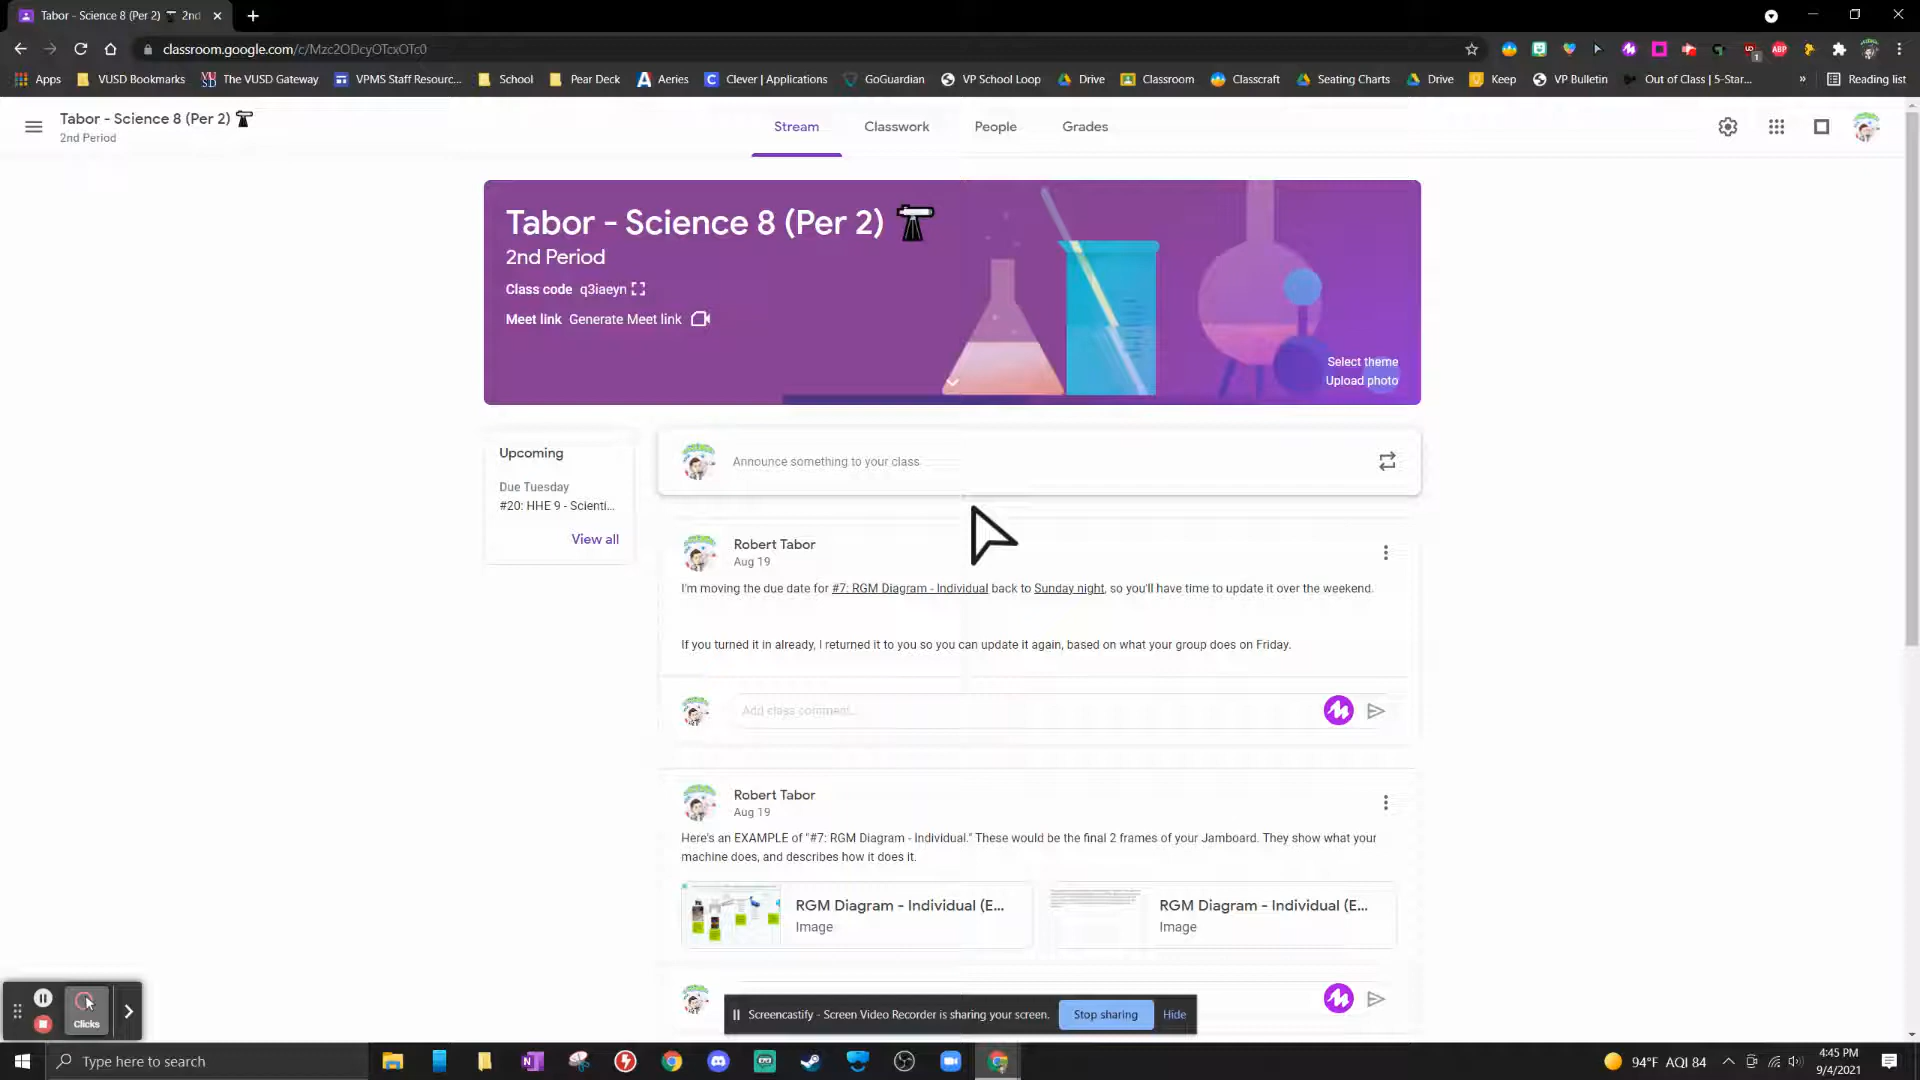 Tabor - Science 8 (Per 2) 2nd
classroom.google.com/c/Mzc2ODcyOTcxOTc0
Apps VUSD Bookmarks The VUSD Gateway VPMS Staff Resourc... School Pear Deck Aeries Clever | Applications GoGuardian VP School Loop Drive Classroom Classcraft Seating Charts Drive Keep VP Bulletin Out of Class | 5-Star... » Reading list
Tabor - Science 8 (Per 2)
2nd Period
Stream Classwork People Grades
Tabor - Science 8 (Per 2)
2nd Period
Class code q3iaeyn
Meet link Generate Meet link
Select theme
Upload photo
Upcoming
Due Tuesday
#20: HHE 9 - Scienti...
View all
Announce something to your class
Robert Tabor
Aug 19
I'm moving the due date for #7: RGM Diagram - Individual back to Sunday night, so you'll have time to update it over the weekend.
If you turned it in already, I returned it to you so you can update it again, based on what your group does on Friday.
Add class comment...
Robert Tabor
Aug 19
Here's an EXAMPLE of "#7: RGM Diagram - Individual." These would be the final 2 frames of your Jamboard. They show what your
machine does, and describes how it does it.
RGM Diagram - Individual (E...
Image
RGM Diagram - Individual (E...
Image
Clicks
Screencastify - Screen Video Recorder is sharing your screen. Stop sharing Hide
Type here to search
94°F AQI 84
4:45 PM
9/4/2021